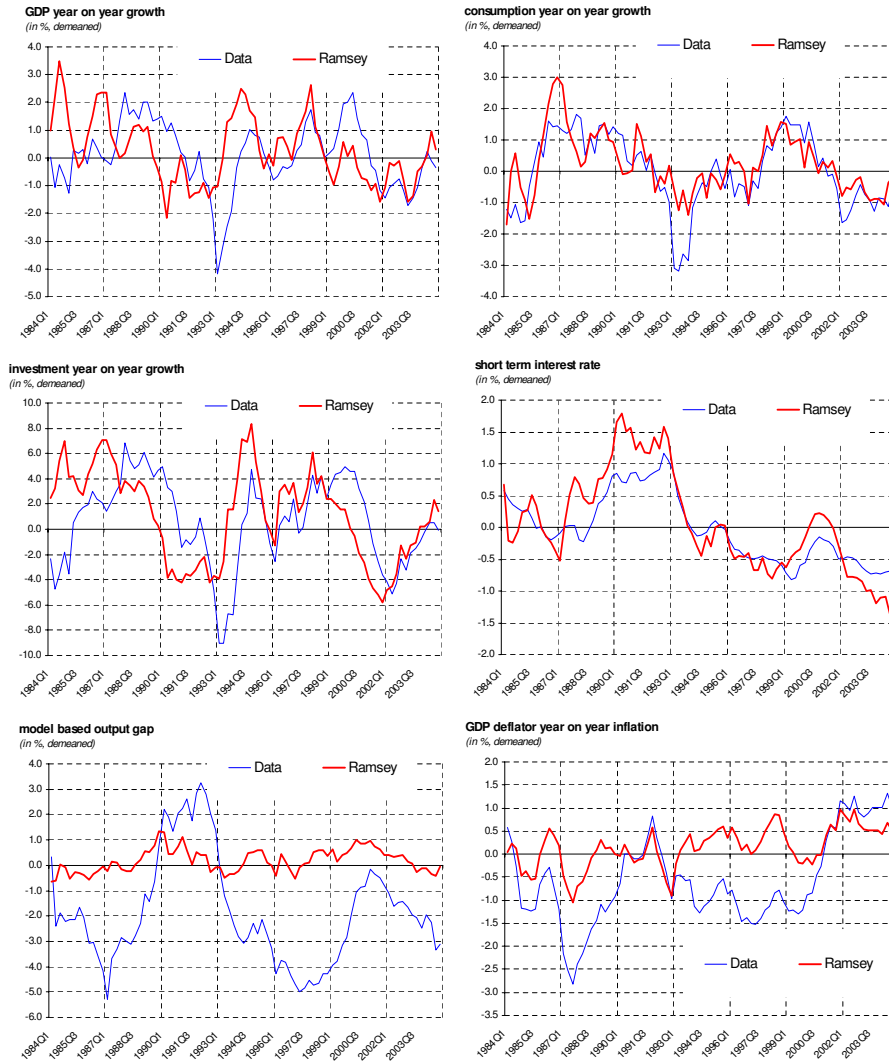 GDP year on year growth
(in %, demeaned)
Data Ramsey
4.0
3.0
2.0
1.0
0.0
-1.0
-2.0
-3.0
-4.0
-5.0
1984Q1 1985Q3 1987Q1 1988Q3 1990Q1 1991Q3 1993Q1 1994Q3 1996Q1 1997Q3 1999Q1 2000Q3 2002Q1 2003Q3
consumption year on year growth
(in %, demeaned)
Data Ramsey
4.0
3.0
2.0
1.0
0.0
-1.0
-2.0
-3.0
-4.0
1984Q1 1985Q3 1987Q1 1988Q3 1990Q1 1991Q3 1993Q1 1994Q3 1996Q1 1997Q3 1999Q1 2000Q3 2002Q1 2003Q3
investment year on year growth
(in %, demeaned)
Data Ramsey
10.0
8.0
6.0
4.0
2.0
0.0
-2.0
-4.0
-6.0
-8.0
-10.0
1984Q1 1985Q3 1987Q1 1988Q3 1990Q1 1991Q3 1993Q1 1994Q3 1996Q1 1997Q3 1999Q1 2000Q3 2002Q1 2003Q3
short term interest rate
(in %, demeaned)
Data Ramsey
2.0
1.5
1.0
0.5
0.0
-0.5
-1.0
-1.5
-2.0
1984Q1 1985Q3 1987Q1 1988Q3 1990Q1 1991Q3 1993Q1 1994Q3 1996Q1 1997Q3 1999Q1 2000Q3 2002Q1 2003Q3
model based output gap
(in %, demeaned)
Data Ramsey
4.0
3.0
2.0
1.0
0.0
-1.0
-2.0
-3.0
-4.0
-5.0
-6.0
1984Q1 1985Q3 1987Q1 1988Q3 1990Q1 1991Q3 1993Q1 1994Q3 1996Q1 1997Q3 1999Q1 2000Q3 2002Q1 2003Q3
GDP deflator year on year inflation
(in %, demeaned)
2.0
1.5
1.0
0.5
0.0
-0.5
-1.0
-1.5
-2.0
-2.5
-3.0
-3.5
Data Ramsey
1984Q1 1985Q3 1987Q1 1988Q3 1990Q1 1991Q3 1993Q1 1994Q3 1996Q1 1997Q3 1999Q1 2000Q3 2002Q1 2003Q3